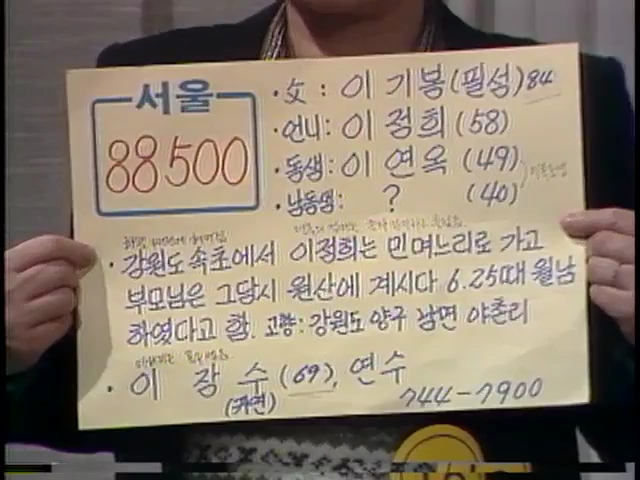 서울
88500
· 父 : 이 기봉 (필성) 84
· 언니 : 이 정희 (58)
· 동생 : 이 연옥 (49)
· 남동생 : ? (40)
· 강원도 속초에서 이정희는 민며느리로 가고
부모님은 그당시 원산에 계시다 6.25때 월남
하였다고 함. 고향: 강원도 양구 남면 야촌리
· 이 장 수 (69), 연수
744-7900